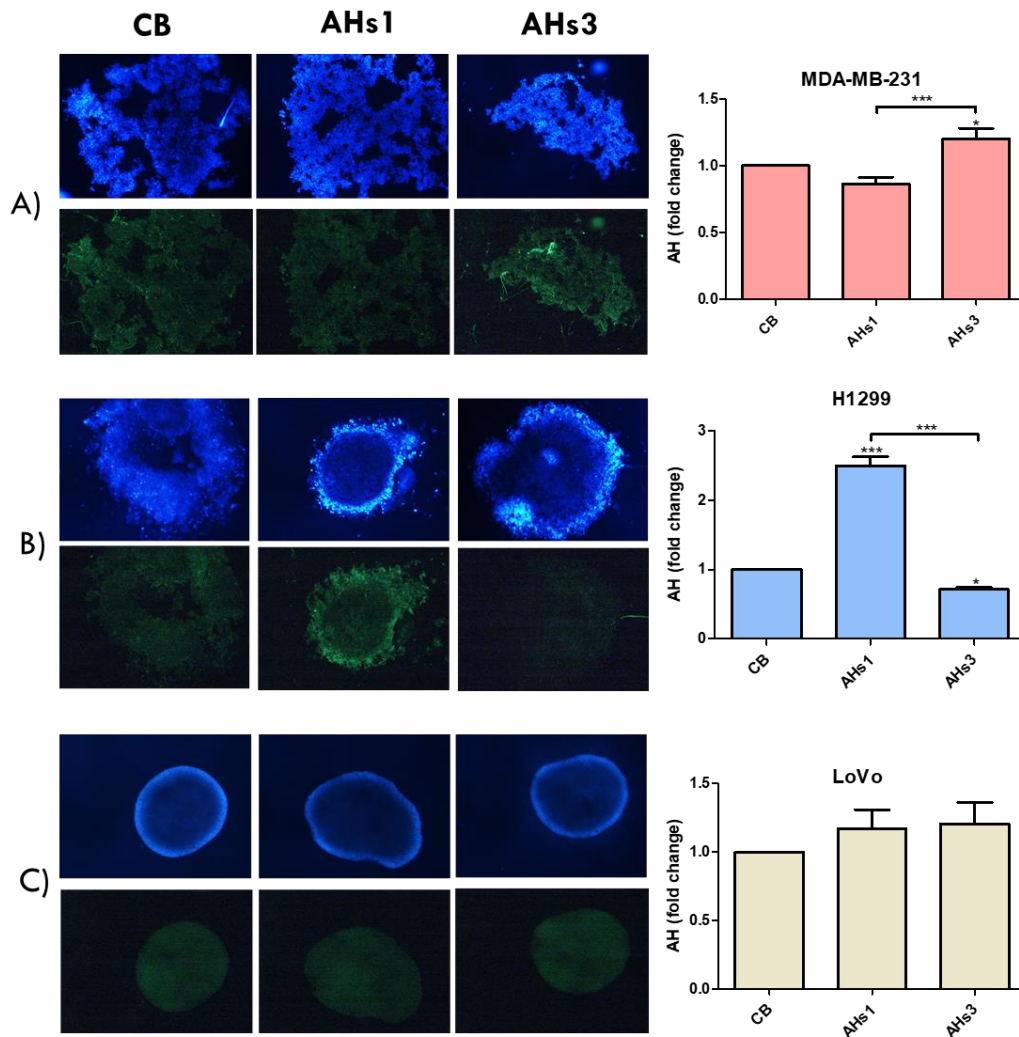 CB AHs1 AHs3
A)
MDA-MB-231
AH (fold change)
1.5
1.0
0.5
0.0
***
*
CB AHs1 AHs3
B)
H1299
AH (fold change)
3
2
1
0
***
***
*
CB AHs1 AHs3
C)
LoVo
AH (fold change)
1.5
1.0
0.5
0.0
CB AHs1 AHs3